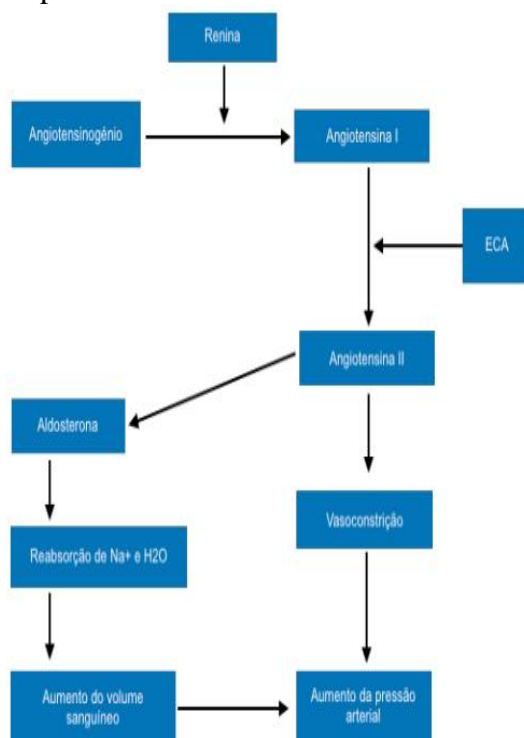 Renina
Angiotensinogênio
Angiotensina I
ECA
Angiotensina II
Aldosterona
Vasoconstrição
Reabsorção de Na+ e H2O
Aumento do volume
sanguíneo
Aumento da pressão
arterial